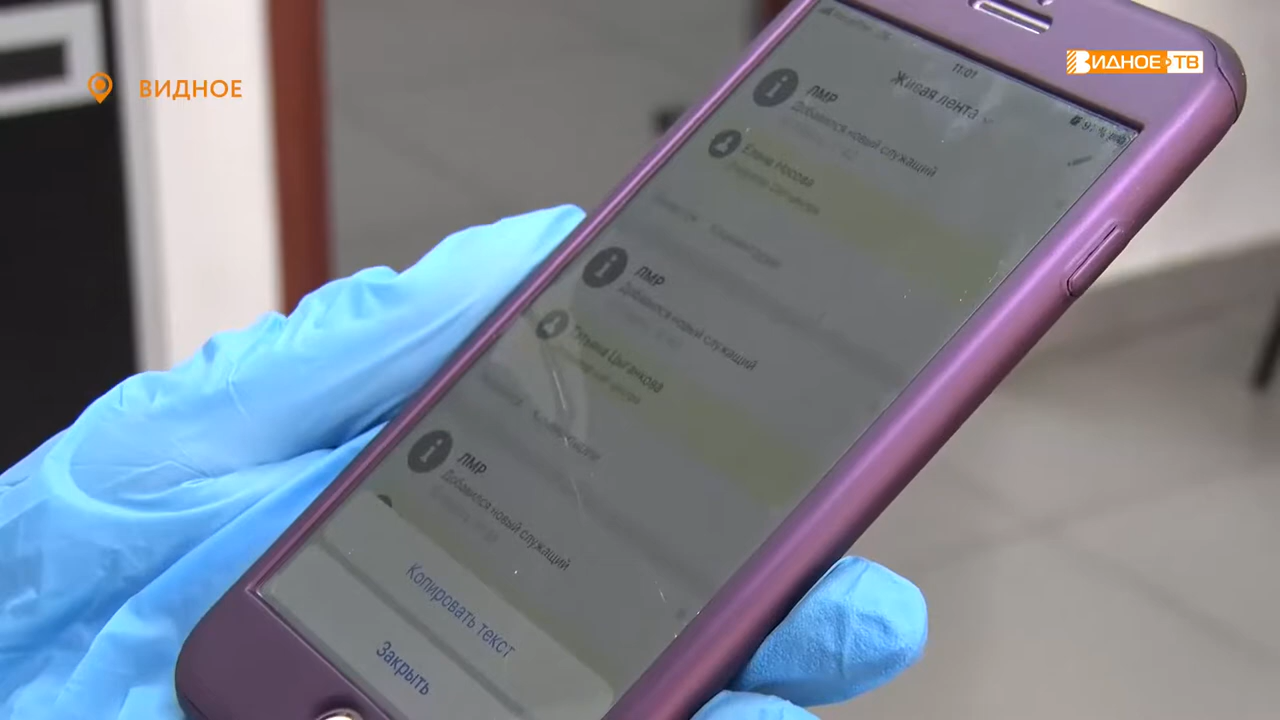 ВИДНОЕ
ВИДНОЕ ТВ
11:01
Живая лента
ЛМР
Добавился новый служащий
Елена Носова
ЛМР
Добавился новый служащий
Татьяна Цыганкова
ЛМР
Добавился новый служащий
Копировать текст
Закрыть